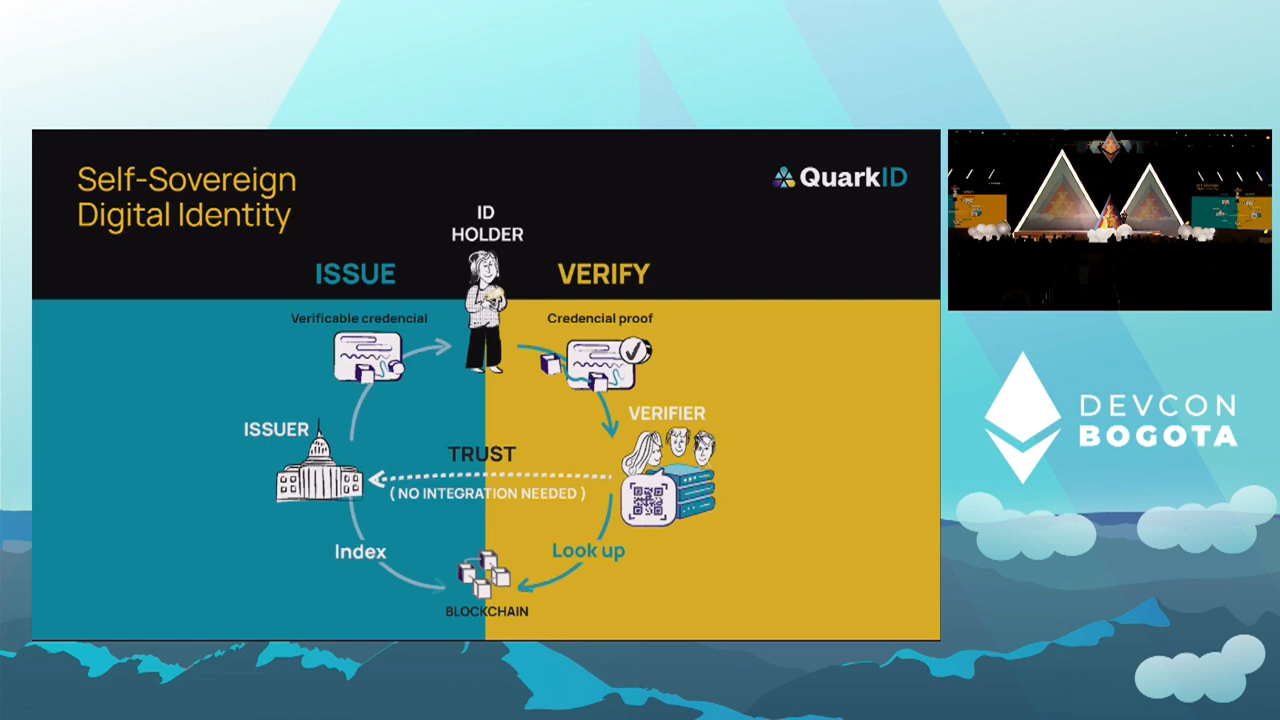 Self-Sovereign
Digital Identity
QuarkID
ID
HOLDER
ISSUE
VERIFY
Verificable credencial
Credencial proof
ISSUER
VERIFIER
TRUST
( NO INTEGRATION NEEDED )
Index
Look up
BLOCKCHAIN
DEVCON
BOGOTA